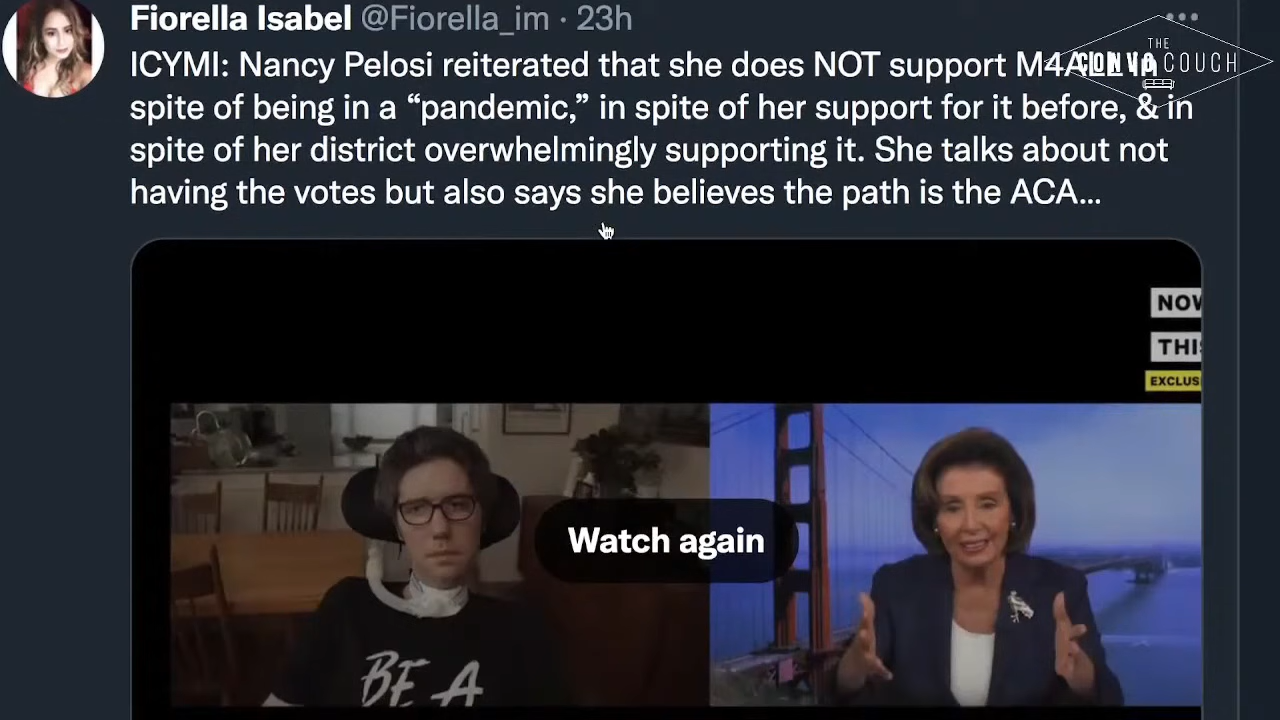 Fiorella Isabel @Fiorella_im · 23h
ICYMI: Nancy Pelosi reiterated that she does NOT support M4ALL in
spite of being in a “pandemic,” in spite of her support for it before, & in
spite of her district overwhelmingly supporting it. She talks about not
having the votes but also says she believes the path is the ACA...
THE
CONVO COUCH
NOW
THIS
EXCLUS
Watch again
BE A